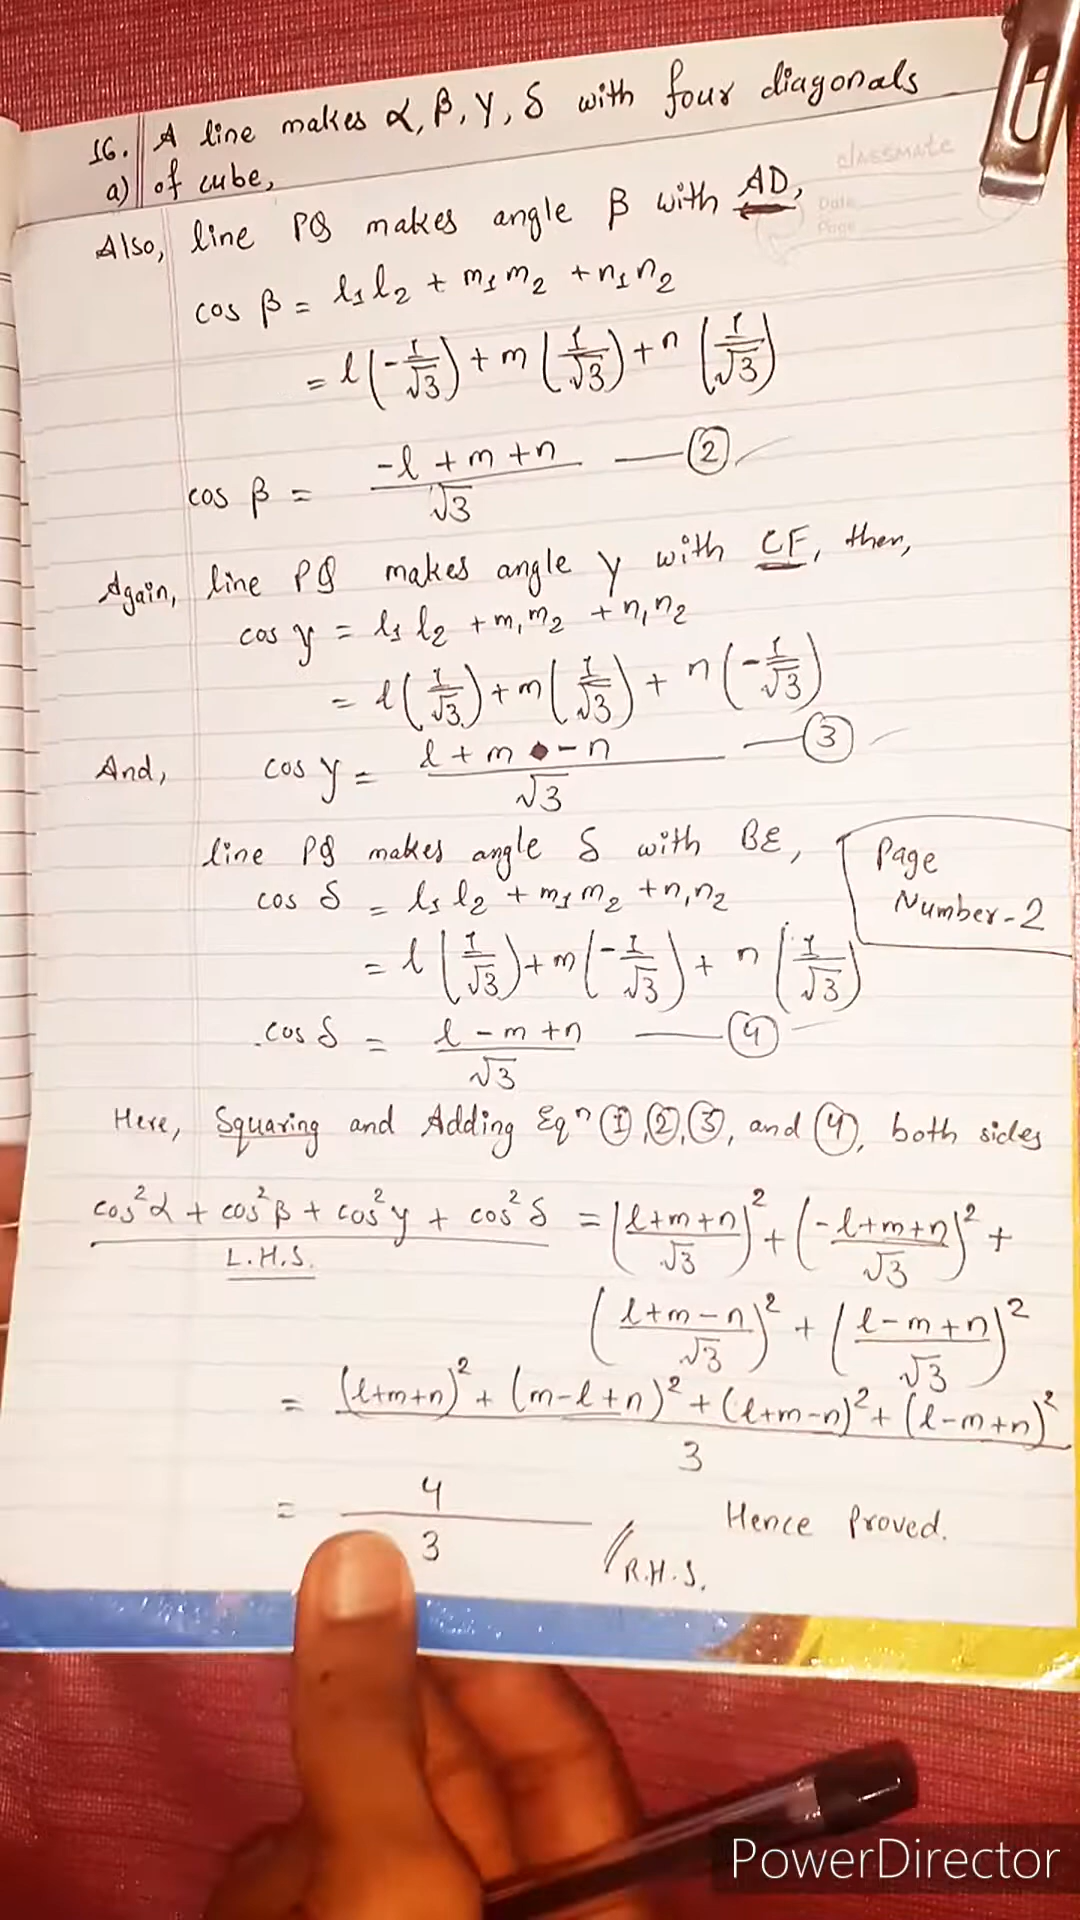 16. A line makes α, β, γ, δ with four diagonals
a) of cube,
classmate
Date
Page
Also, line PQ makes angle β with AD,
cos β = l₁l₂ + m₁m₂ + n₁n₂
= l(-1/√3) + m(1/√3) + n(1/√3)
cos β = (-l + m + n)/√3 —②
Again, line PQ makes angle γ with CF, then,
cos γ = l₁l₂ + m₁m₂ + n₁n₂
= l(1/√3) + m(1/√3) + n(-1/√3)
And, cos γ = (l + m - n)/√3 —③
line PQ makes angle δ with BE,
Page
Number-2
cos δ = l₁l₂ + m₁m₂ + n₁n₂
= l(1/√3) + m(-1/√3) + n(1/√3)
cos δ = (l - m + n)/√3 —④
Here, Squaring and Adding Eqⁿ ①,②,③, and ④, both sides
cos²α + cos²β + cos²γ + cos²δ = ((l+m+n)/√3)² + ((-l+m+n)/√3)² +
L.H.S.
((l+m-n)/√3)² + ((l-m+n)/√3)²
= ((l+m+n)² + (m-l+n)² + (l+m-n)² + (l-m+n)²)/3
= 4/3 // R.H.S. Hence Proved.
PowerDirector